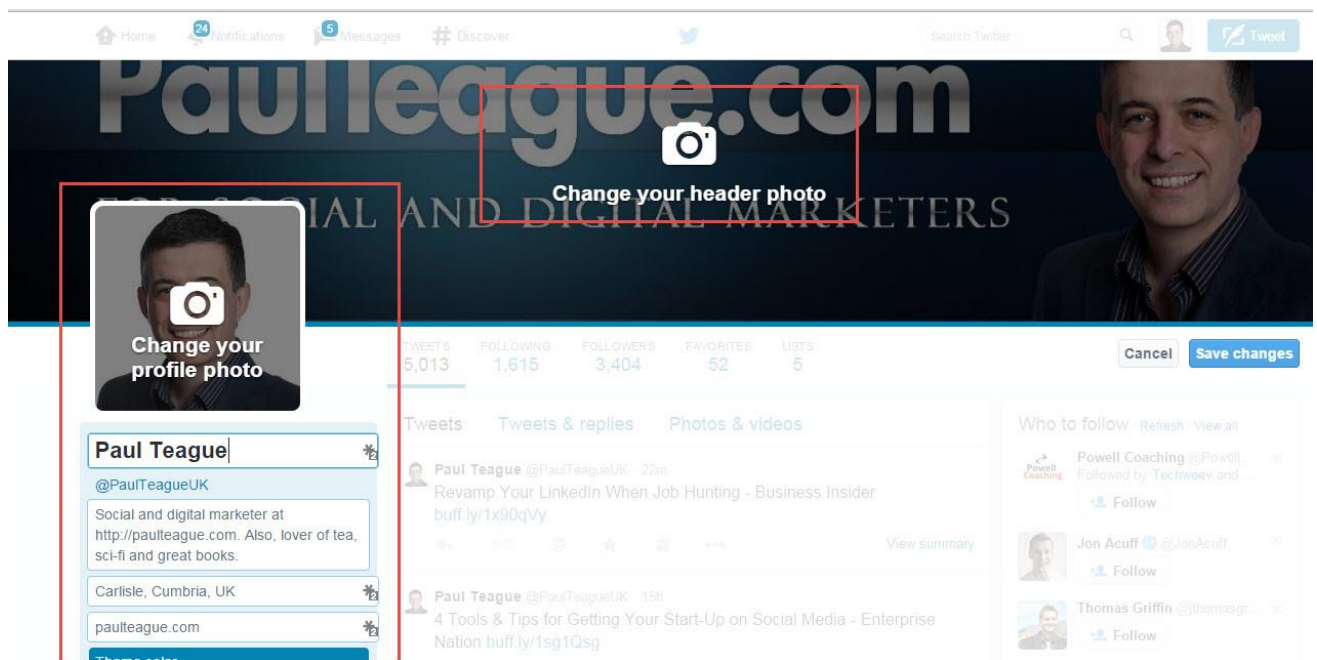 Home
24
Notifications
5
Messages
# Discover
Search Twitter
Tweet
Paulteague.com
FOR SOCIAL AND DIGITAL MARKETERS
Change your header photo
Change your
profile photo
TWEETS FOLLOWING FOLLOWERS FAVORITES LISTS
5,013 1,615 3,404 52 5
Cancel Save changes
Paul Teague
@PaulTeagueUK
Social and digital marketer at
http://paulteague.com. Also, lover of tea,
sci-fi and great books.
Carlisle, Cumbria, UK
paulteague.com
Theme color
Tweets Tweets & replies Photos & videos
Paul Teague @PaulTeagueUK · 22m
Revamp Your LinkedIn When Job Hunting - Business Insider
buff.ly/1x90qVy
View summary
Paul Teague @PaulTeagueUK · 15h
4 Tools & Tips for Getting Your Start-Up on Social Media - Enterprise
Nation buff.ly/1sg1Qsg
Who to follow · Refresh · View all
Powell
Coaching
Powell Coaching @Powell...
Followed by Techweev and ...
Follow
Jon Acuff @JonAcuff
Follow
Thomas Griffin @jthomasgr...
Follow